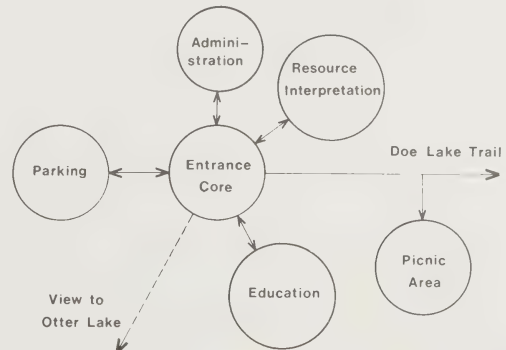 Admini-
stration
Resource
Interpretation
Doe Lake Trail
Parking
Entrance
Core
Picnic
Area
Education
View to
Otter Lake